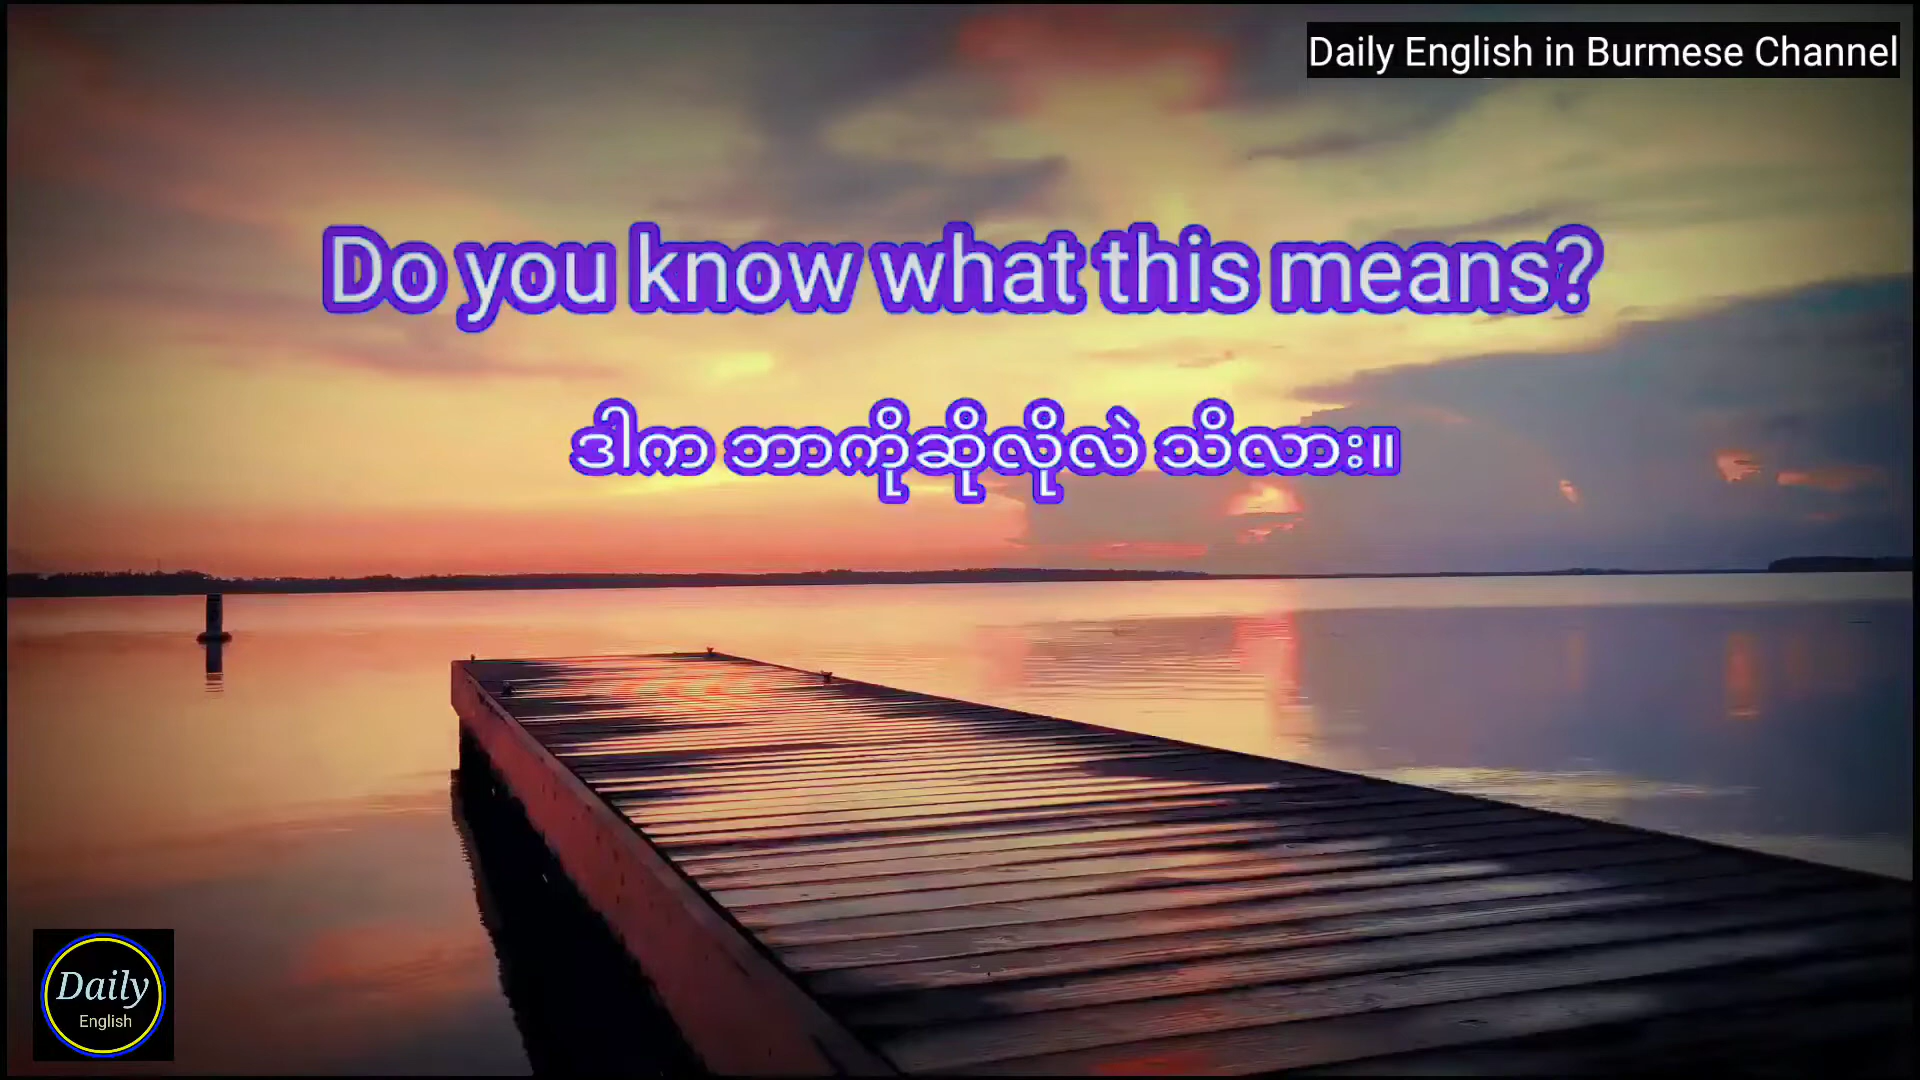 Daily English in Burmese Channel
Do you know what this means?
ဒါက ဘာကိုဆိုလိုလဲ သိလား။
Daily
English